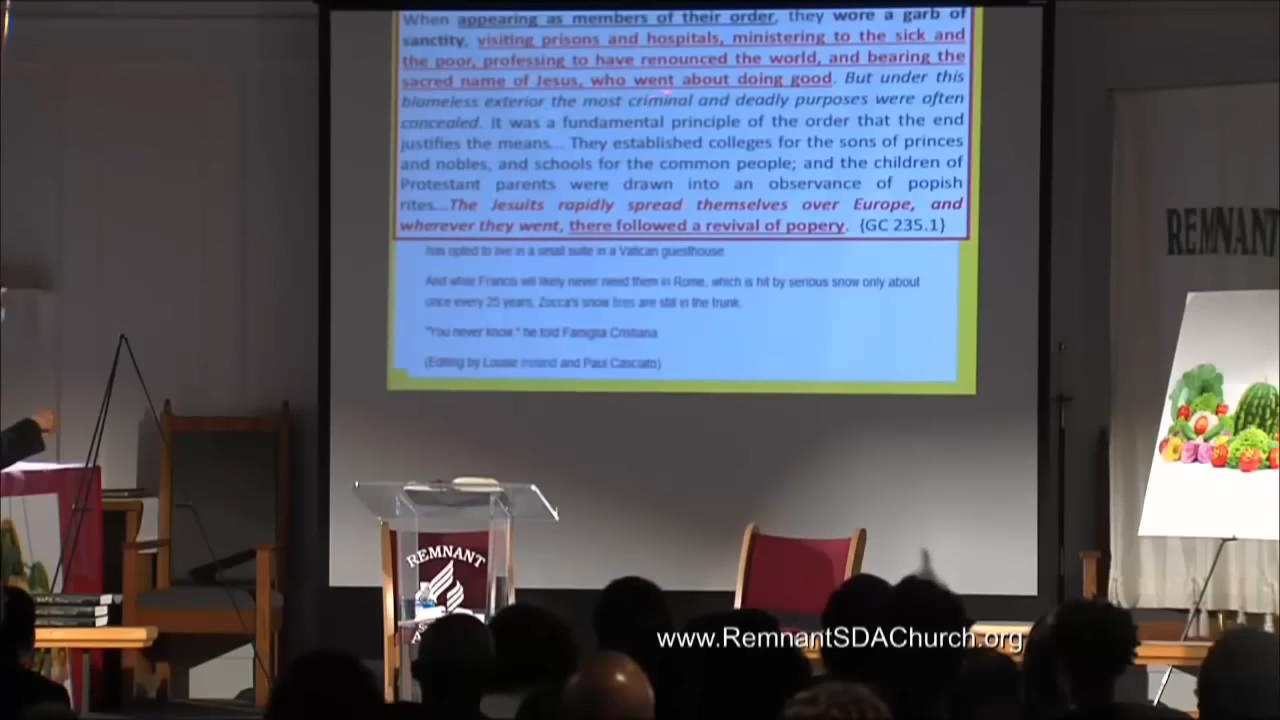 When appearing as members of their order, they wore a garb of
sanctity, visiting prisons and hospitals, ministering to the sick and
the poor, professing to have renounced the world, and bearing the
sacred name of Jesus, who went about doing good. But under this
blameless exterior the most criminal and deadly purposes were often
concealed. It was a fundamental principle of the order that the end
justifies the means... They established colleges for the sons of princes
and nobles, and schools for the common people; and the children of
Protestant parents were drawn into an observance of popish
rites...The Jesuits rapidly spread themselves over Europe, and
wherever they went, there followed a revival of popery. {GC 235.1}
has opted to live in a small suite in a Vatican guesthouse
And while Francis will likely never need them in Rome, which is hit by serious snow only about
once every 25 years, Zocca's snow tires are still in the trunk.
"You never know," he told Famiglia Cristiana
(Editing by Louise Ireland and Paul Casciato)
REMNANT
REMNANT
www.RemnantSDAChurch.org